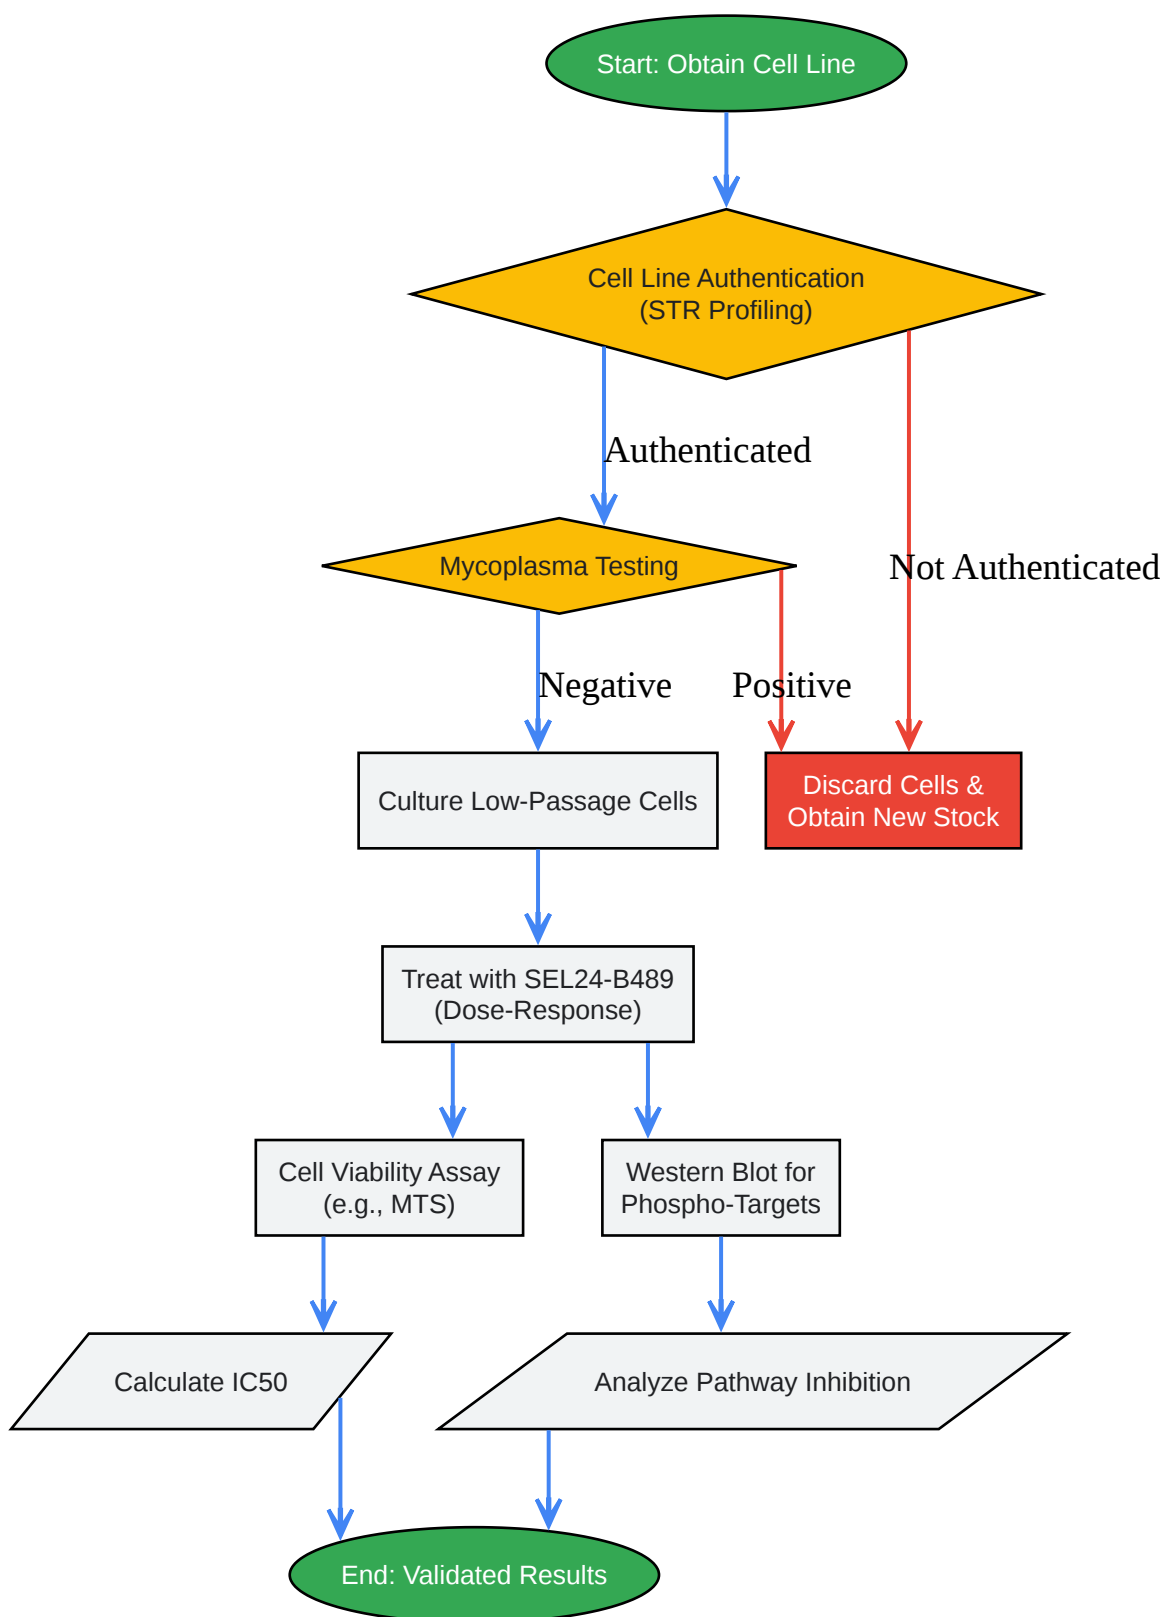 Start: Obtain Cell Line
Cell Line Authentication
(STR Profiling)
Authenticated
Mycoplasma Testing
Not Authenticated
Negative
Positive
Culture Low-Passage Cells
Discard Cells &
Obtain New Stock
Treat with SEL24-B489
(Dose-Response)
Cell Viability Assay
(e.g., MTS)
Western Blot for
Phospho-Targets
Calculate IC50
Analyze Pathway Inhibition
End: Validated Results